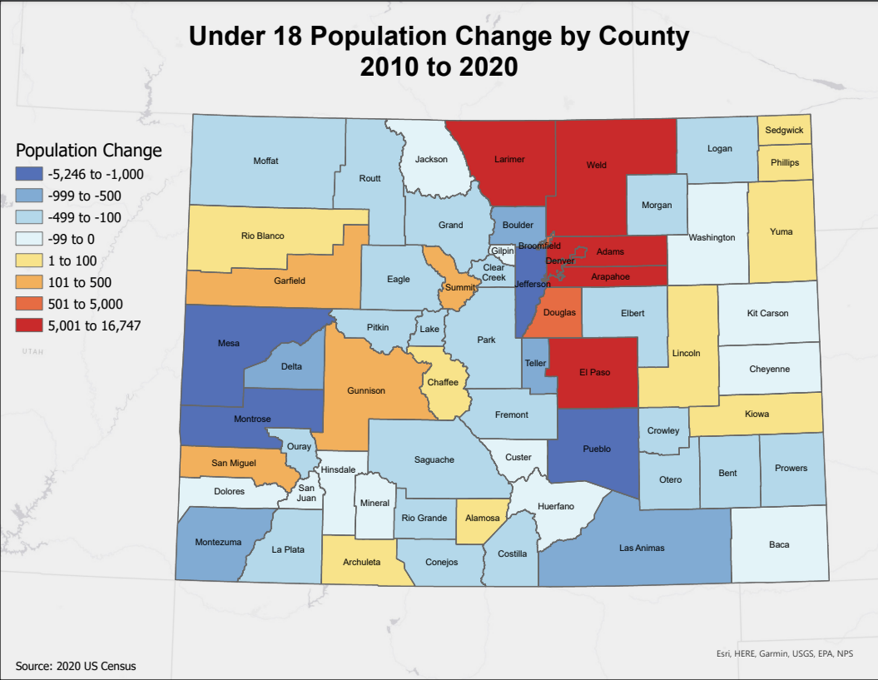 Under 18 Population Change by County
2010 to 2020
Population Change
-5,246 to -1,000
-999 to -500
-499 to -100
-99 to 0
1 to 100
101 to 500
501 to 5,000
5,001 to 16,747
Sedgwick
Logan
Moffat
Jackson
Larimer
Weld
Phillips
Routt
Morgan
Grand
Boulder
Washington
Yuma
Rio Blanco
Gilpin
Broomfield
Adams
Denver
Garfield
Eagle
Clear
Creek
Arapahoe
Summit
Jefferson
Douglas
Elbert
Kit Carson
Pitkin
Lake
Park
Mesa
UTAH
Lincoln
Delta
Teller
El Paso
Cheyenne
Gunnison
Chaffee
Kiowa
Montrose
Fremont
Crowley
Ouray
Pueblo
San Miguel
Hinsdale
Saguache
Custer
Otero
Bent
Prowers
Dolores
San
Juan
Mineral
Huerfano
Rio Grande
Alamosa
Montezuma
La Plata
Archuleta
Conejos
Costilla
Las Animas
Baca
Esri, HERE, Garmin, USGS, EPA, NPS
Source: 2020 US Census